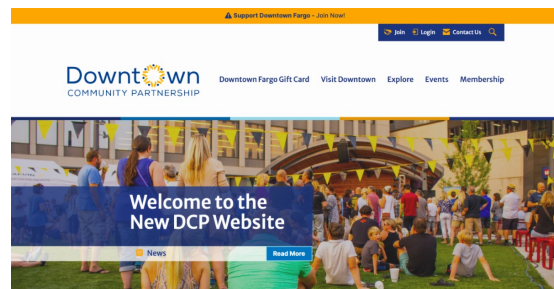 Support Downtown Fargo - Join Now!
Join Login Contact Us
Downtown
COMMUNITY PARTNERSHIP
Downtown Fargo Gift Card Visit Downtown Explore Events Membership
Welcome to the
New DCP Website
News Read More